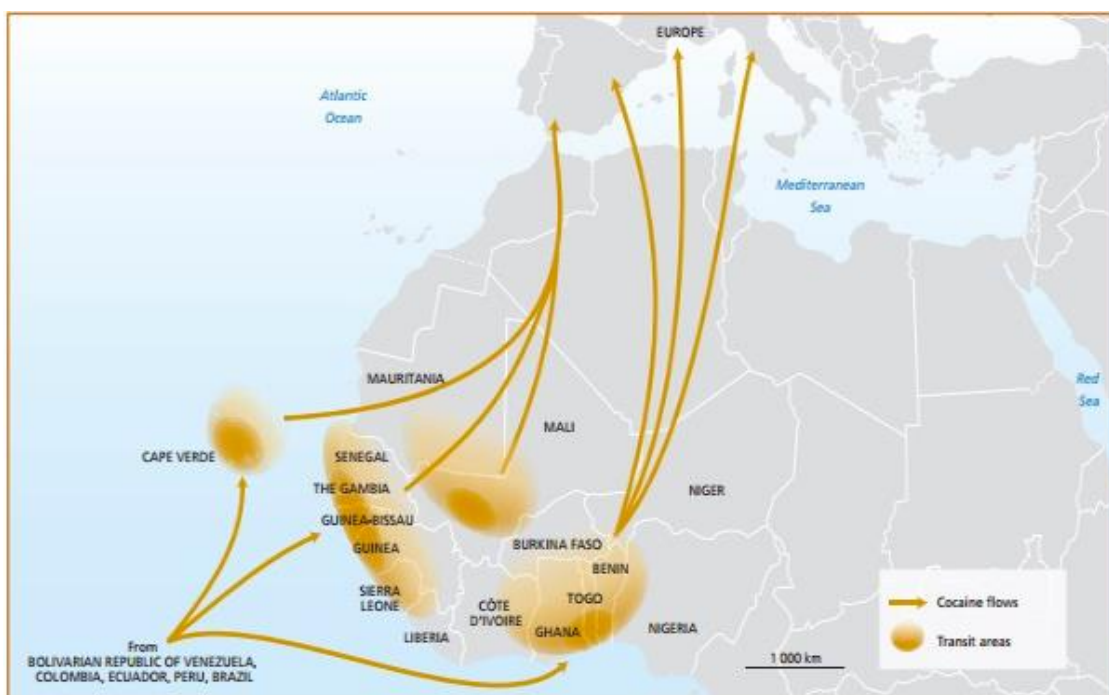 EUROPE
Atlantic
Ocean
Mediterranean
Sea
Red
Sea
MAURITANIA
MALI
NIGER
CAPE VERDE
SENEGAL
THE GAMBIA
GUINEA-BISSAU
GUINEA
SIERRA
LEONE
LIBERIA
BURKINA FASO
BENIN
TOGO
CÔTE
D'IVOIRE
GHANA
NIGERIA
From
BOLIVARIAN REPUBLIC OF VENEZUELA,
COLOMBIA, ECUADOR, PERU, BRAZIL
1 000 km
Cocaine flows
Transit areas